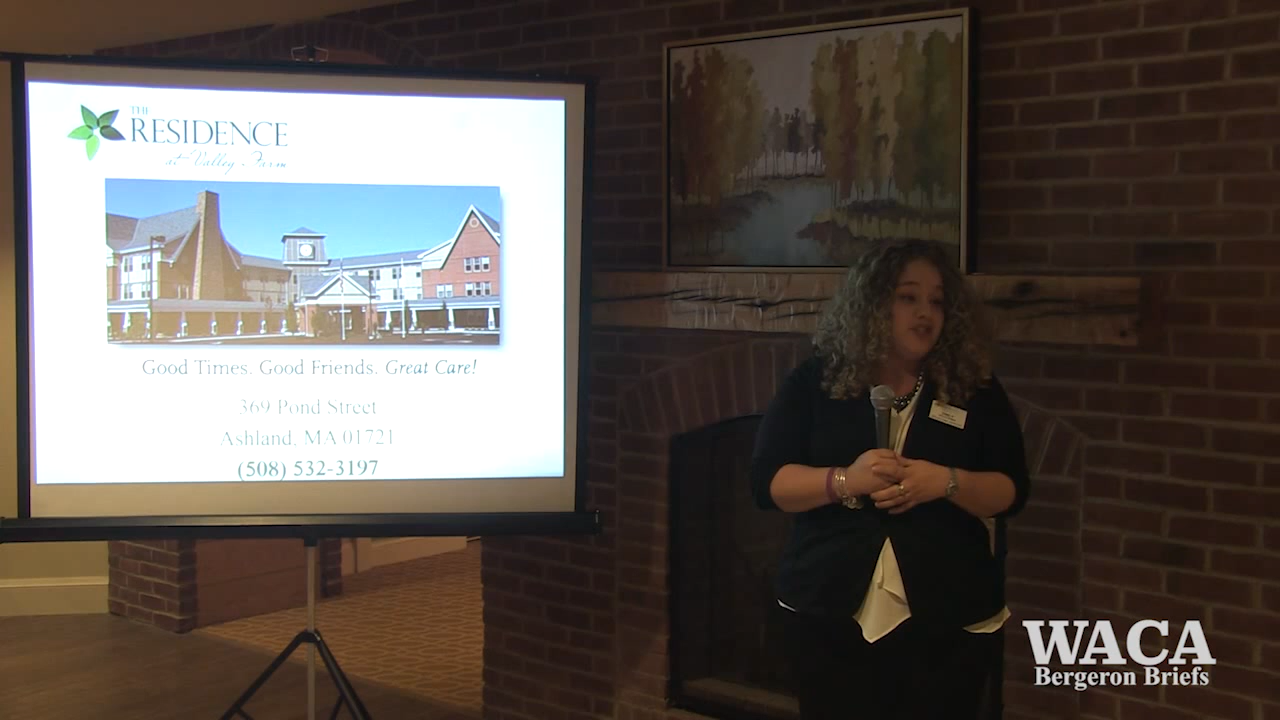 THE
RESIDENCE
at Valley Farm
Good Times. Good Friends. Great Care!
369 Pond Street
Ashland, MA 01721
(508) 532-3197
WACA
Bergeron Briefs